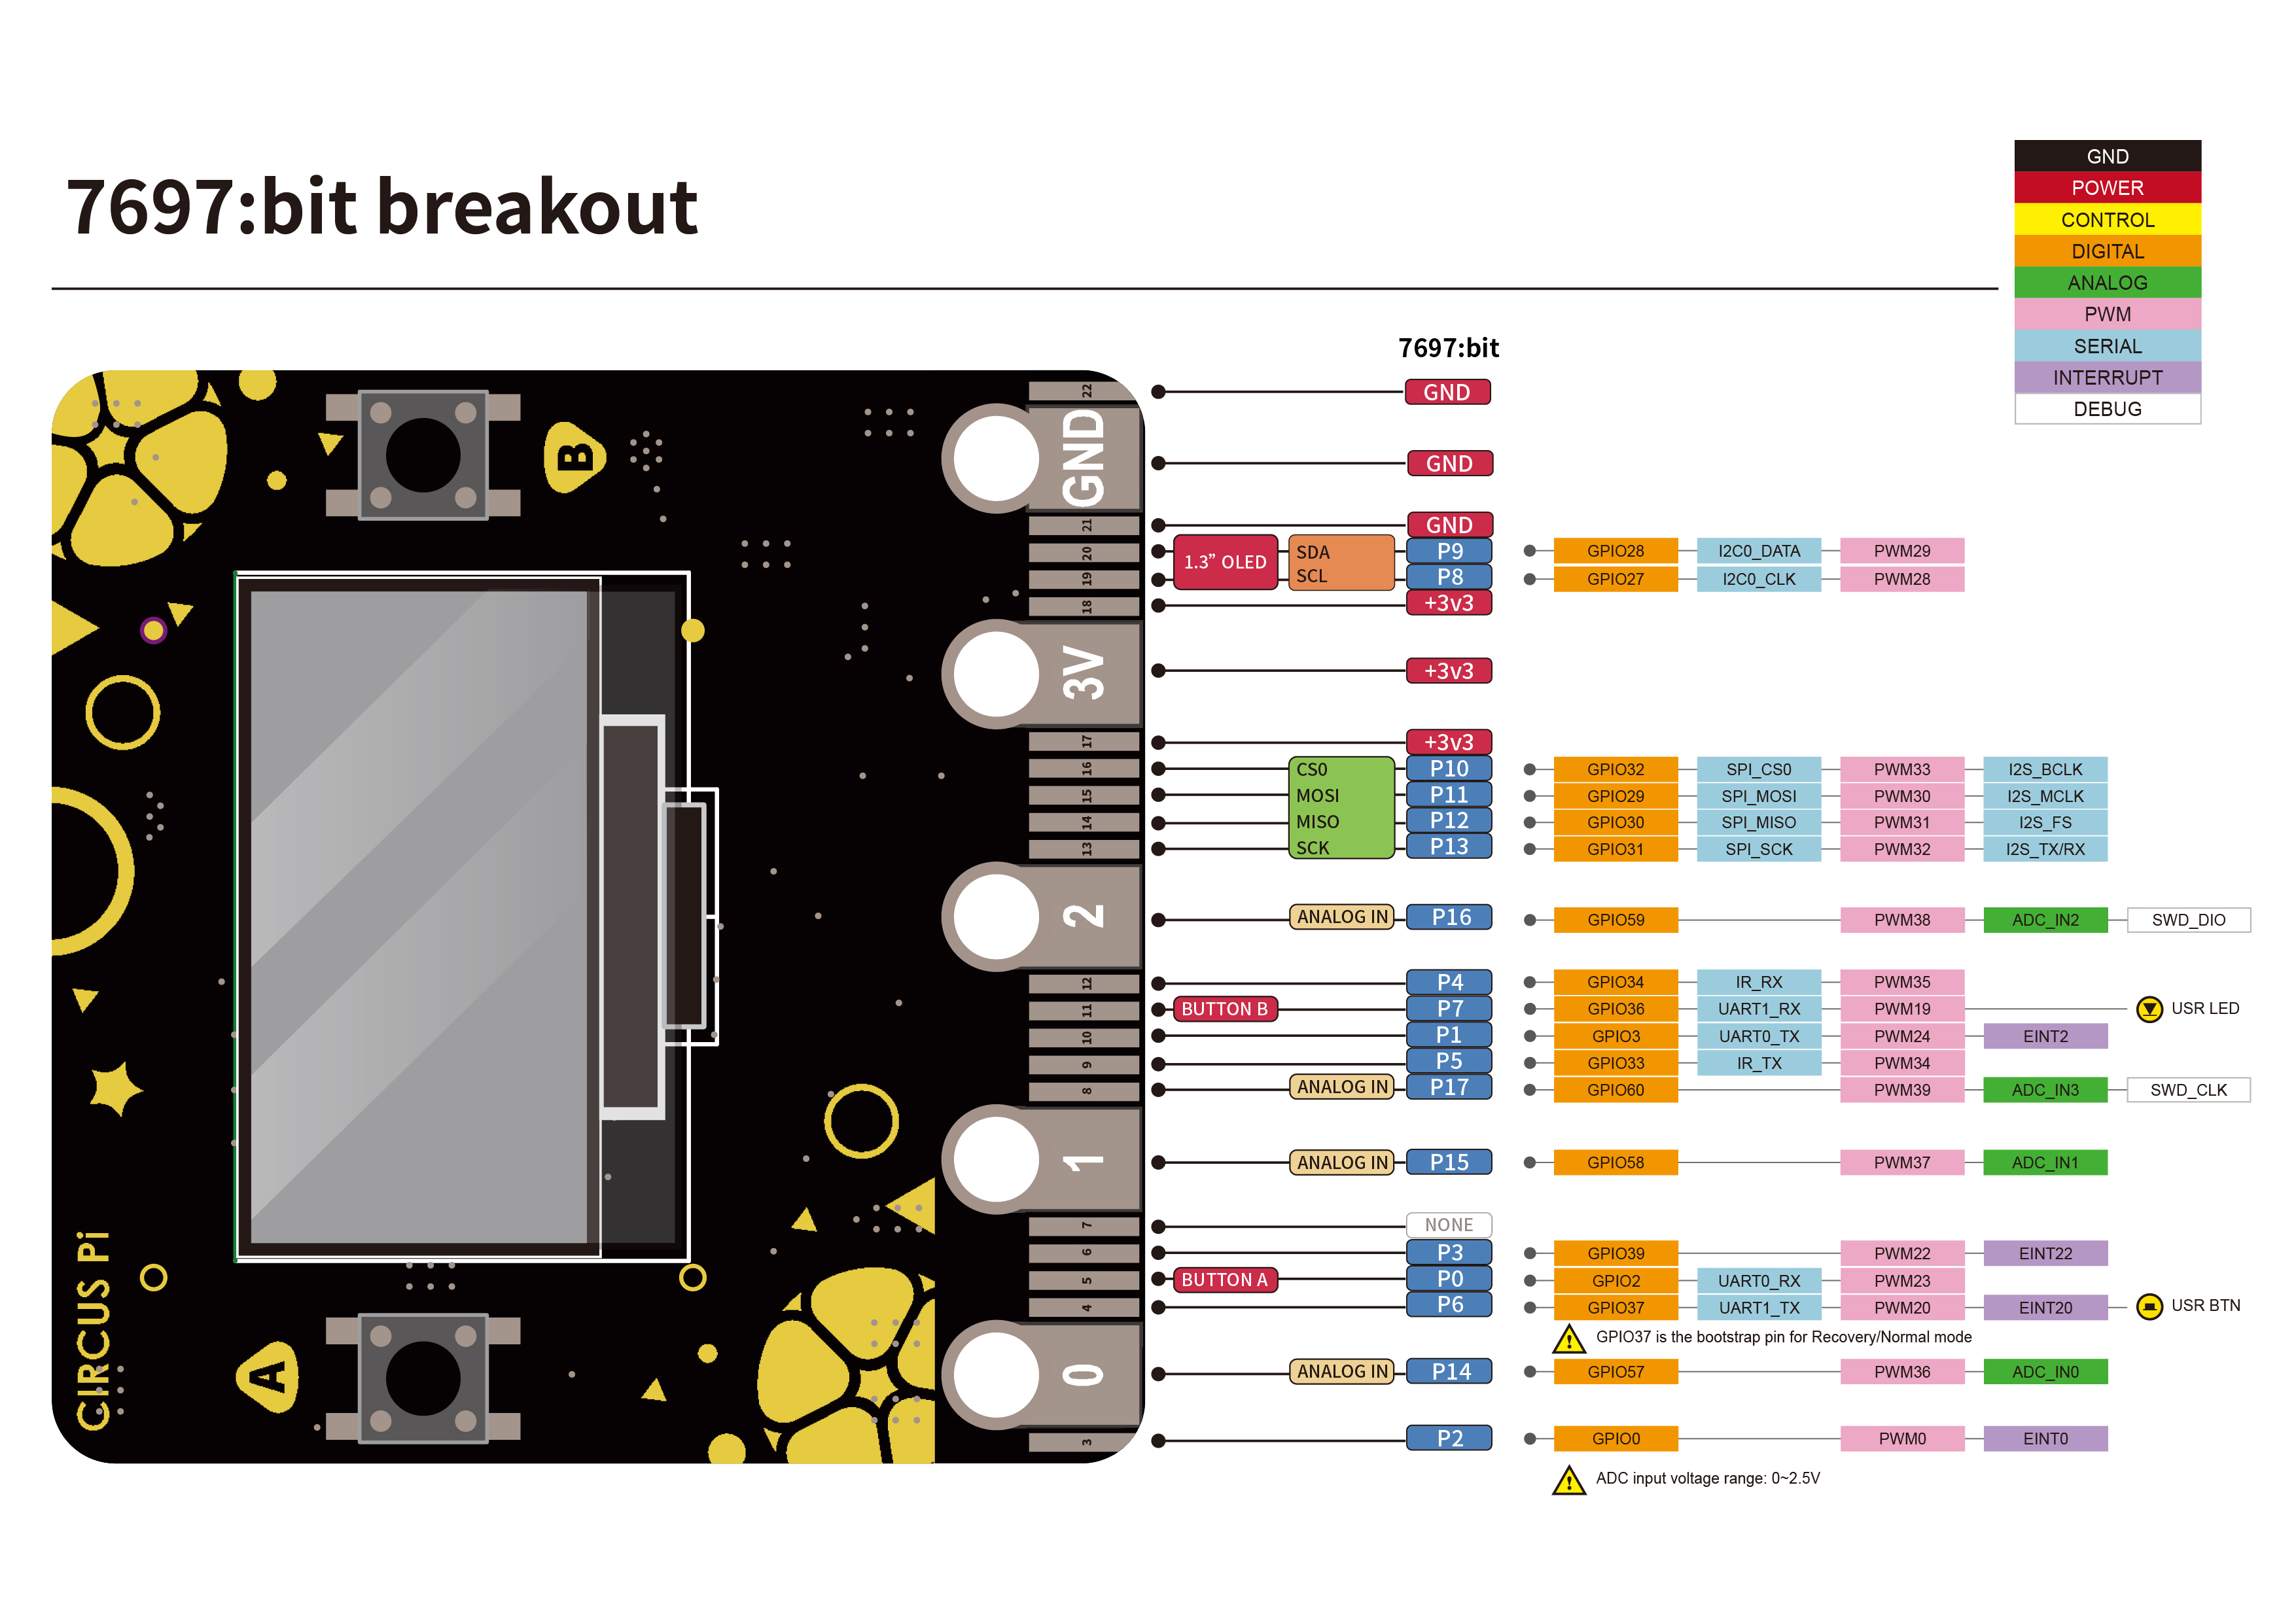 7697:bit breakout
GND
POWER
CONTROL
DIGITAL
ANALOG
PWM
SERIAL
INTERRUPT
DEBUG
7697:bit
22 GND
GND GND
21 GND
20 1.3” OLED SDA P9 GPIO28 I2C0_DATA PWM29
19 SCL P8 GPIO27 I2C0_CLK PWM28
18 +3v3
3V +3v3
17 +3v3
16 CS0 P10 GPIO32 SPI_CS0 PWM33 I2S_BCLK
15 MOSI P11 GPIO29 SPI_MOSI PWM30 I2S_MCLK
14 MISO P12 GPIO30 SPI_MISO PWM31 I2S_FS
13 SCK P13 GPIO31 SPI_SCK PWM32 I2S_TX/RX
2 ANALOG IN P16 GPIO59 PWM38 ADC_IN2 SWD_DIO
12 P4 GPIO34 IR_RX PWM35
11 BUTTON B P7 GPIO36 UART1_RX PWM19 USR LED
10 P1 GPIO3 UART0_TX PWM24 EINT2
9 P5 GPIO33 IR_TX PWM34
8 ANALOG IN P17 GPIO60 PWM39 ADC_IN3 SWD_CLK
1 ANALOG IN P15 GPIO58 PWM37 ADC_IN1
7 NONE
6 P3 GPIO39 PWM22 EINT22
5 BUTTON A P0 GPIO2 UART0_RX PWM23
4 P6 GPIO37 UART1_TX PWM20 EINT20 USR BTN
GPIO37 is the bootstrap pin for Recovery/Normal mode
0 ANALOG IN P14 GPIO57 PWM36 ADC_IN0
3 P2 GPIO0 PWM0 EINT0
ADC input voltage range: 0~2.5V
B
A
CIRCUS Pi